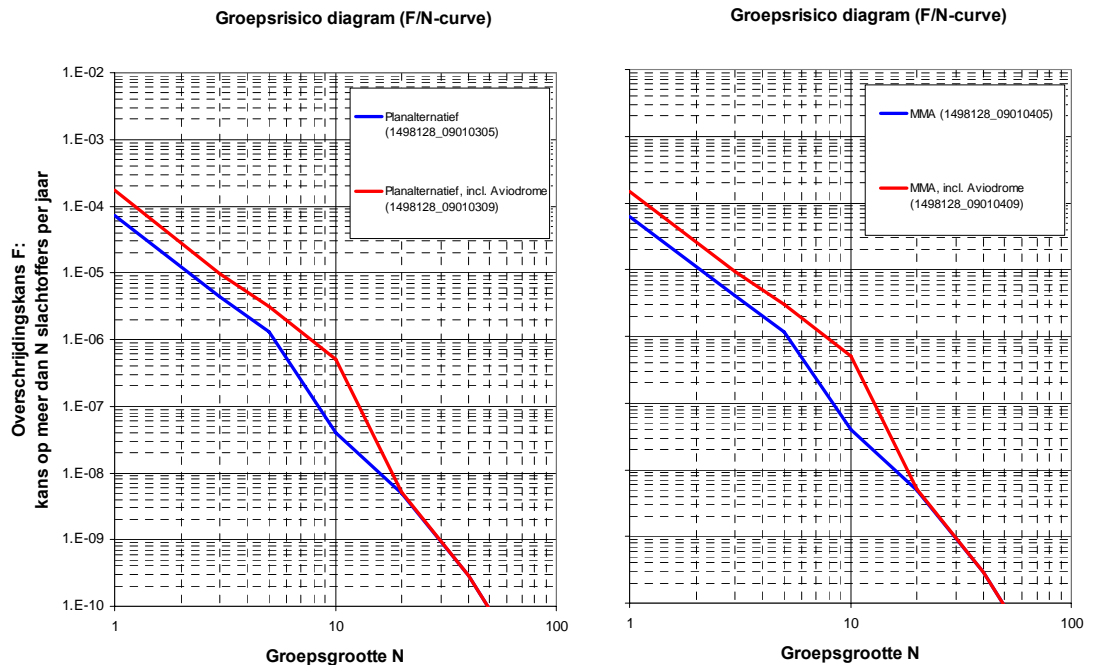 Groepsrisico diagram (F/N-curve)
Overschrijdingskans F:
kans op meer dan N slachtoffers per jaar
1.E-02
1.E-03
1.E-04
1.E-05
1.E-06
1.E-07
1.E-08
1.E-09
1.E-10
Planalternatief
(1498128_09010305)
Planalternatief, incl. Aviodrome
(1498128_09010309)
1
10
100
Groepsgrootte N
Groepsrisico diagram (F/N-curve)
MMA (1498128_09010405)
MMA, incl. Aviodrome
(1498128_09010409)
1
10
100
Groepsgrootte N